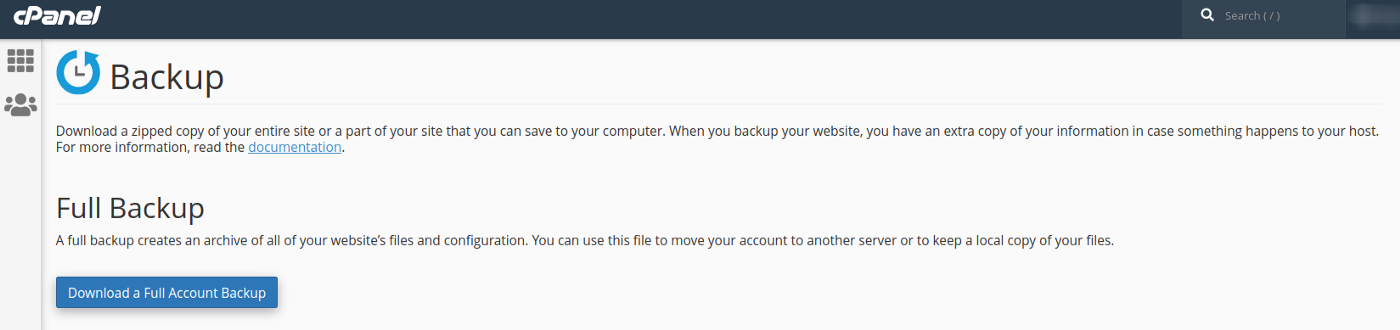 cPanel
Search ( / )
Backup
Download a zipped copy of your entire site or a part of your site that you can save to your computer. When you backup your website, you have an extra copy of your information in case something happens to your host.
For more information, read the documentation.
Full Backup
A full backup creates an archive of all of your website's files and configuration. You can use this file to move your account to another server or to keep a local copy of your files.
Download a Full Account Backup